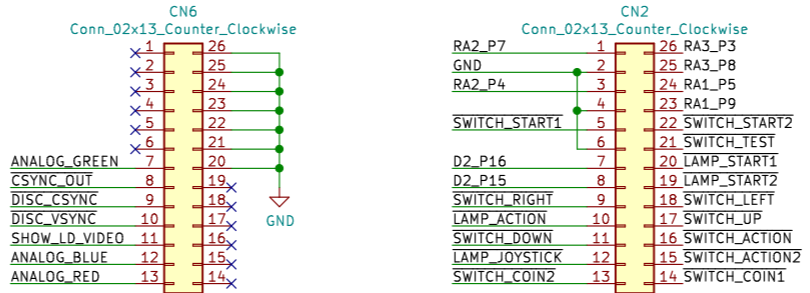 CN6
Conn_02x13_Counter_Clockwise
1 26
2 25
3 24
4 23
5 22
6 21
ANALOG_GREEN 7 20
CSYNC_OUT 8 19
DISC_CSYNC 9 18
DISC_VSYNC 10 17
SHOW_LD_VIDEO 11 16
ANALOG_BLUE 12 15
ANALOG_RED 13 14
GND
CN2
Conn_02x13_Counter_Clockwise
RA2_P7 1 26 RA3_P3
GND 2 25 RA3_P8
RA2_P4 3 24 RA1_P5
4 23 RA1_P9
SWITCH_START1 5 22 SWITCH_START2
6 21 SWITCH_TEST
D2_P16 7 20 LAMP_START1
D2_P15 8 19 LAMP_START2
SWITCH_RIGHT 9 18 SWITCH_LEFT
LAMP_ACTION 10 17 SWITCH_UP
SWITCH_DOWN 11 16 SWITCH_ACTION
LAMP_JOYSTICK 12 15 SWITCH_ACTION2
SWITCH_COIN2 13 14 SWITCH_COIN1